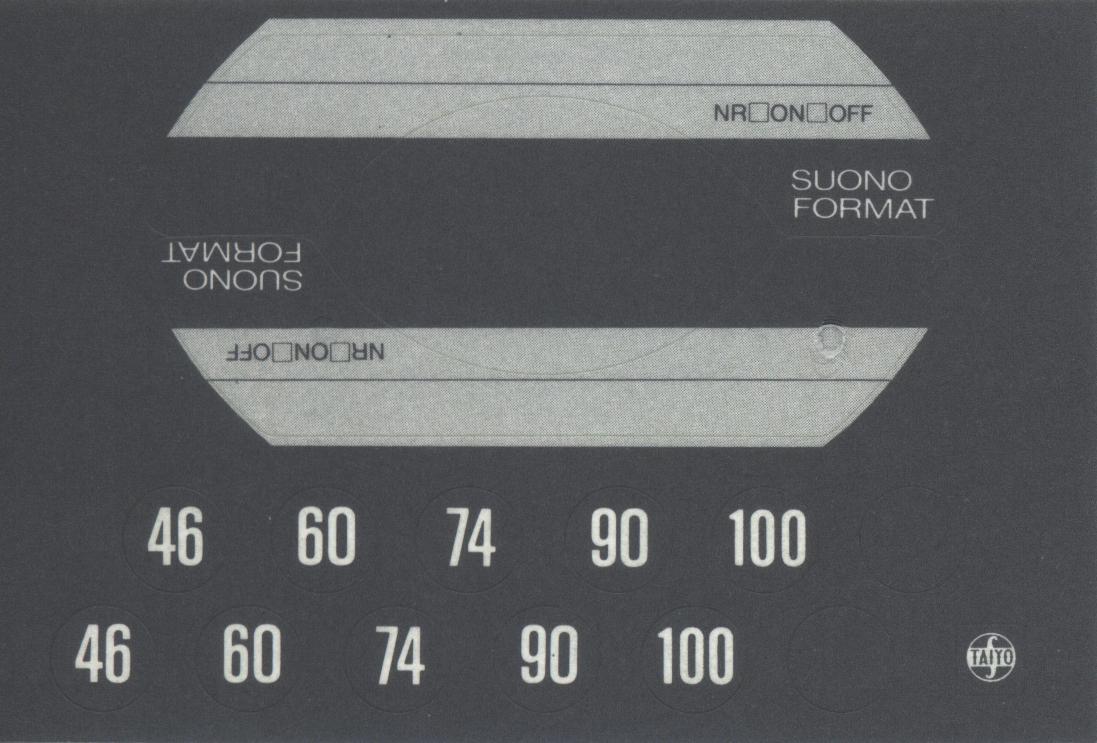 NR□ON□OFF
SUONO
FORMAT
SUONO
FORMAT
NR□ON□OFF
46 60 74 90 100
46 60 74 90 100
TAIYO